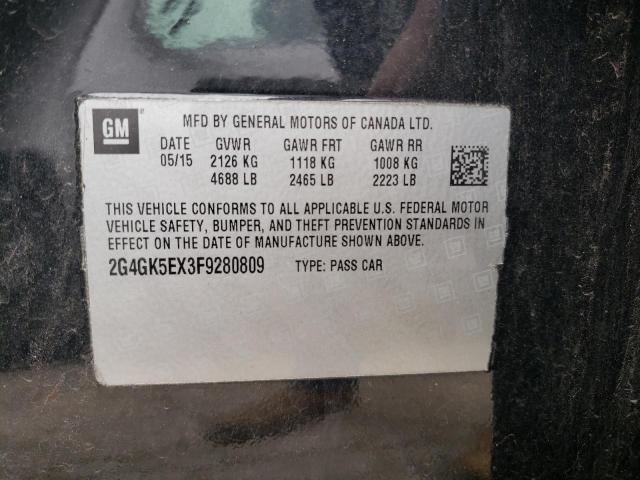 GM MFD BY GENERAL MOTORS OF CANADA LTD.
DATE GVWR GAWR FRT GAWR RR
05/15 2126 KG 1118 KG 1008 KG
4688 LB 2465 LB 2223 LB
THIS VEHICLE CONFORMS TO ALL APPLICABLE U.S. FEDERAL MOTOR
VEHICLE SAFETY, BUMPER, AND THEFT PREVENTION STANDARDS IN
EFFECT ON THE DATE OF MANUFACTURE SHOWN ABOVE.
2G4GK5EX3F9280809 TYPE: PASS CAR